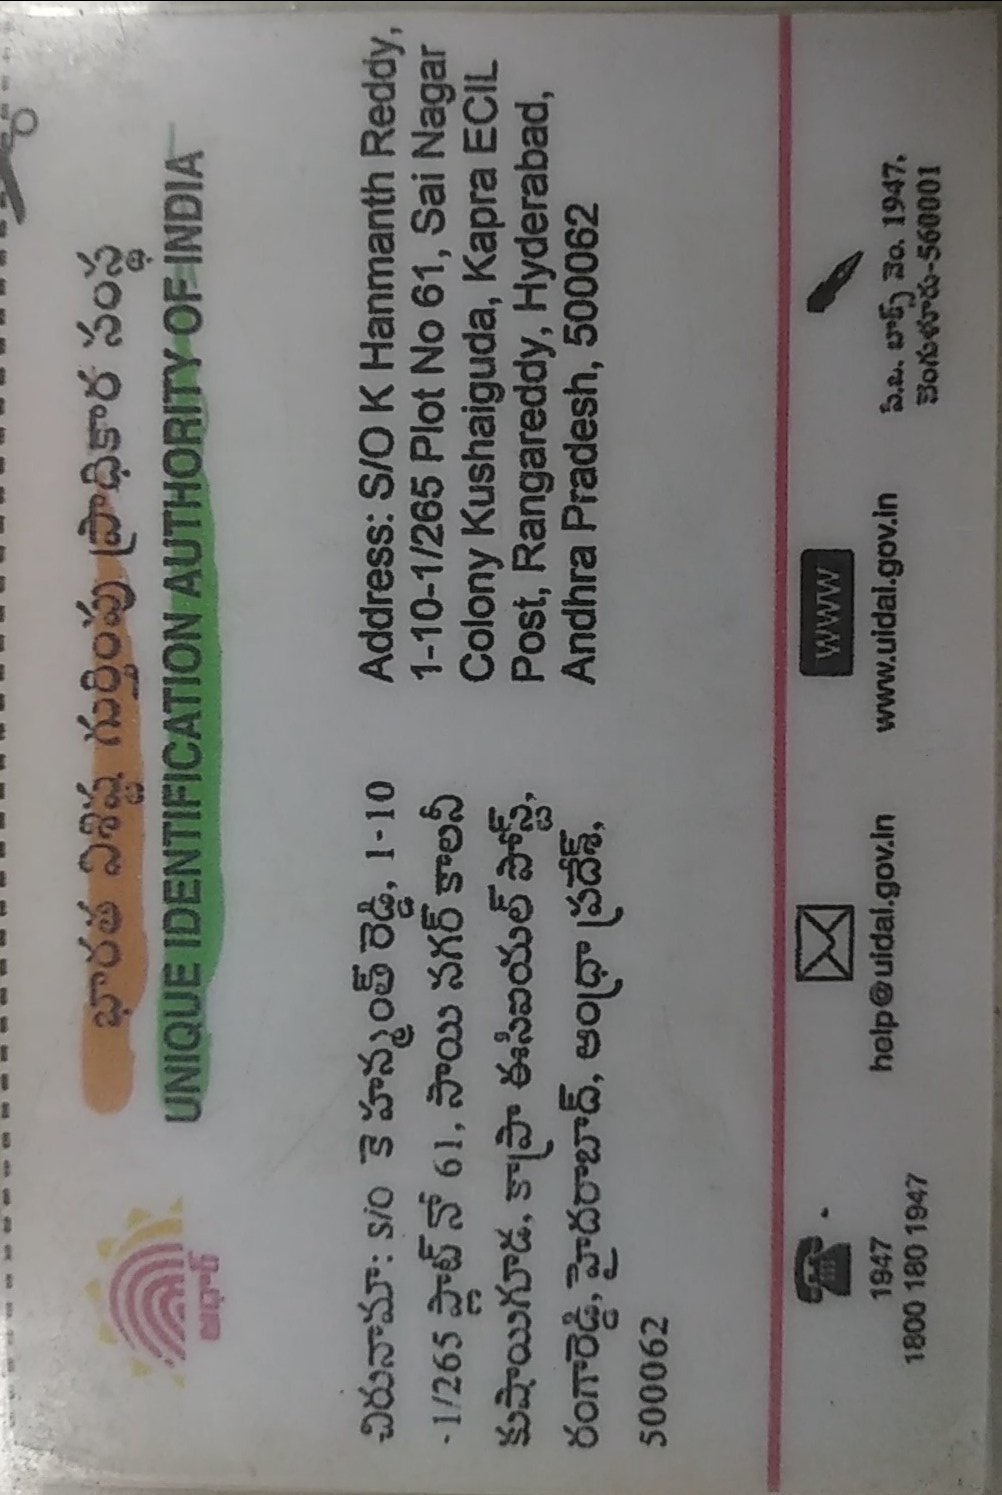 భారత విశిష్ట గుర్తింపు ప్రాధికార సంస్థ
UNIQUE IDENTIFICATION AUTHORITY OF INDIA
ఆధార్
చిరునామా: S/O కె హన్మంత్ రెడ్డి, 1-10
-1/265 ప్లాట్ నో 61, సాయి నగర్ కాలనీ
కుషాయిగూడ, కాప్రా ఈసిఐయల్ పోస్ట్,
రంగారెడ్డి, హైదరాబాద్, ఆంధ్రా ప్రదేశ్,
500062
Address: S/O K Hanmanth Reddy,
1-10-1/265 Plot No 61, Sai Nagar
Colony Kushaiguda, Kapra ECIL
Post, Rangareddy, Hyderabad,
Andhra Pradesh, 500062
1947
1800 180 1947
help@uidai.gov.in
WWW
www.uidai.gov.in
పి.బి. బాక్స్ నెం. 1947,
బెంగుళూరు-560001